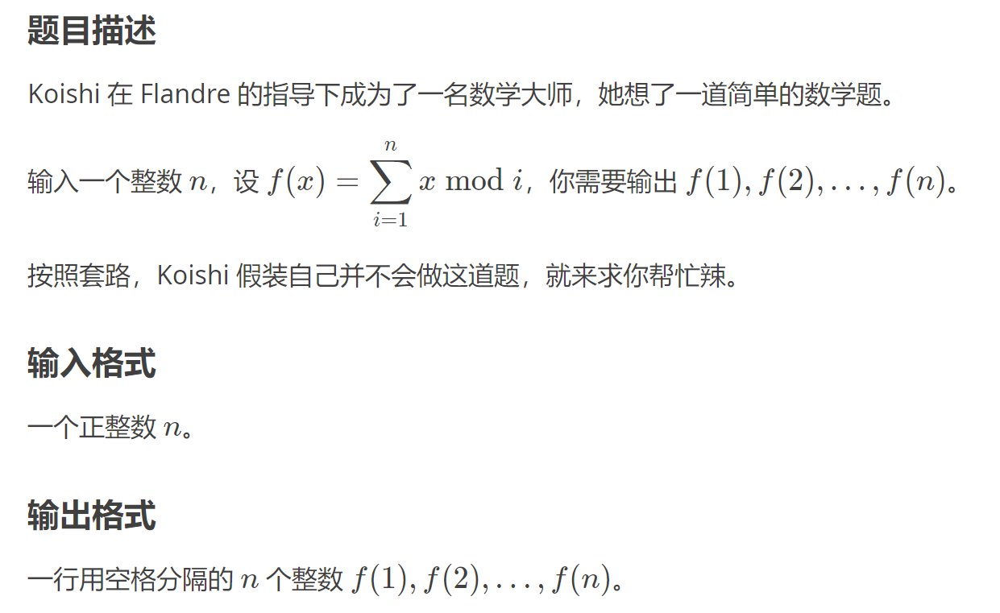 题目描述
Koishi 在 Flandre 的指导下成为了一名数学大师，她想了一道简单的数学题。
输入一个整数 n，设 f(x) = \sum_{i=1}^{n} x mod i，你需要输出 f(1), f(2), . . . , f(n)。
按照套路，Koishi 假装自己并不会做这道题，就来求你帮忙辣。
输入格式
一个正整数 n。
输出格式
一行用空格分隔的 n 个整数 f(1), f(2), . . . , f(n)。